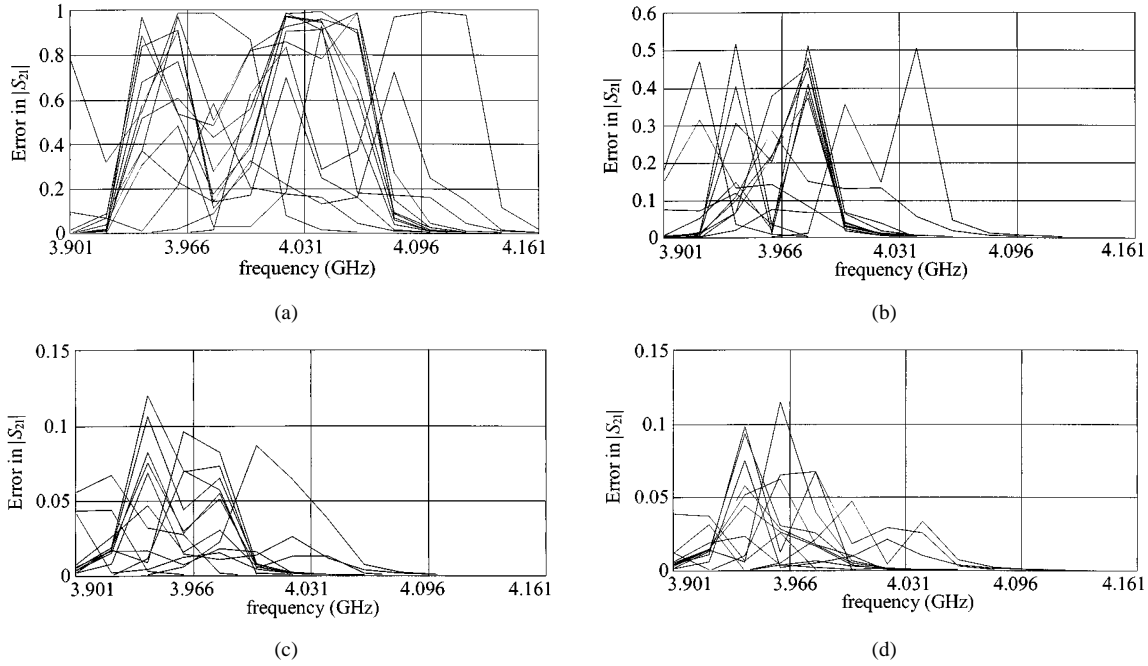 1
0.8
0.6
0.4
0.2
0
Error in |S21|
3.901 3.966 4.031 4.096 4.161
frequency (GHz)
(a)
0.6
0.5
0.4
0.3
0.2
0.1
0
Error in |S21|
3.901 3.966 4.031 4.096 4.161
frequency (GHz)
(b)
0.15
0.1
0.05
0
Error in |S21|
3.901 3.966 4.031 4.096 4.161
frequency (GHz)
(c)
0.15
0.1
0.05
0
Error in |S21|
3.901 3.966 4.031 4.096 4.161
frequency (GHz)
(d)